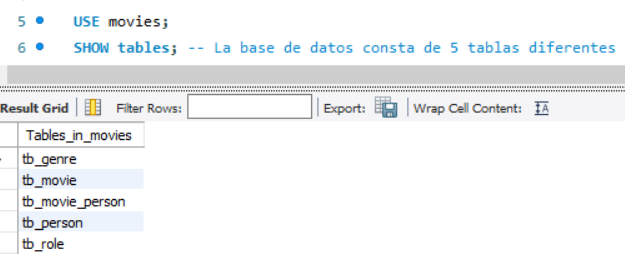 5 USE movies;
6 SHOW tables; -- La base de datos consta de 5 tablas diferentes
Result Grid Filter Rows: Export: Wrap Cell Content:
Tables_in_movies
tb_genre
tb_movie
tb_movie_person
tb_person
tb_role